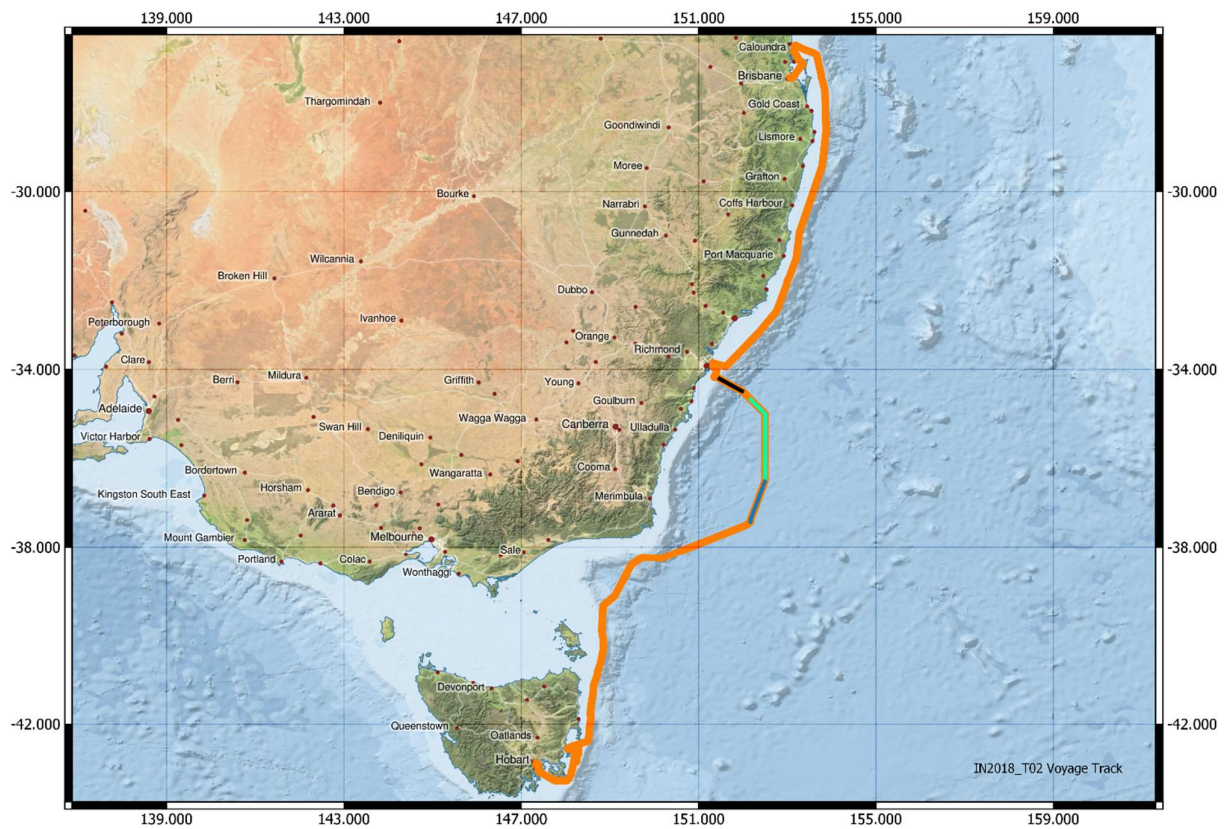 139.000 143.000 147.000 151.000 155.000 159.000
Caloundra
Brisbane
Thargomindah
Gold Coast
Goondiwindi
Lismore
Moree
Grafton
-30.000 Bourke -30.000
Narrabri Coffs Harbour
Gunnedah
Port Macquarie
Wilcannia
Broken Hill
Dubbo
Peterborough Ivanhoe
Orange
Richmond
Clare
-34.000 -34.000
Berri Mildura Griffith Young
Goulburn
Adelaide
Wagga Wagga
Canberra Ulladulla
Swan Hill
Victor Harbor Deniliquin
Bordertown Wangaratta Cooma
Horsham
Kingston South East Bendigo Merimbula
Ararat
Mount Gambier Melbourne
-38.000 Sale -38.000
Portland Colac
Wonthaggi
Devonport
-42.000 Queenstown -42.000
Oatlands
Hobart
IN2018_T02 Voyage Track
139.000 143.000 147.000 151.000 155.000 159.000